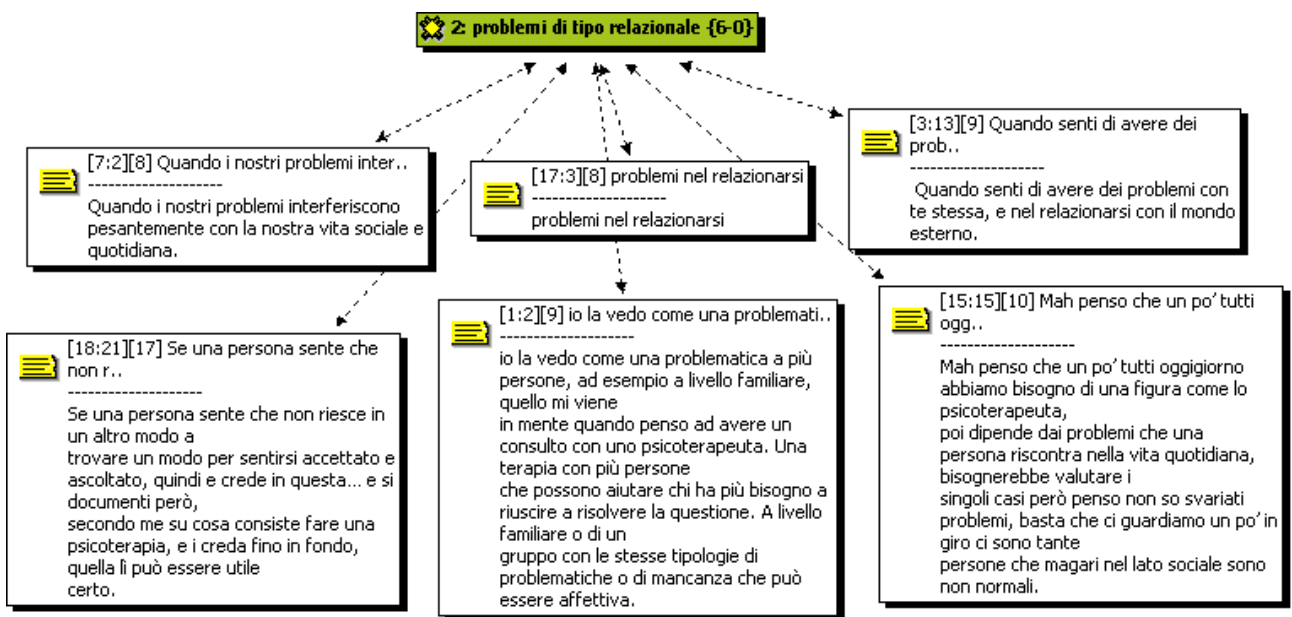 2: problemi di tipo relazionale {6-0}
[7:2][8] Quando i nostri problemi inter..
--------------------
Quando i nostri problemi interferiscono
pesantemente con la nostra vita sociale e
quotidiana.
[17:3][8] problemi nel relazionarsi
--------------------
problemi nel relazionarsi
[3:13][9] Quando senti di avere dei
prob..
--------------------
Quando senti di avere dei problemi con
te stessa, e nel relazionarsi con il mondo
esterno.
[18:21][17] Se una persona sente che
non r..
--------------------
Se una persona sente che non riesce in
un altro modo a
trovare un modo per sentirsi accettato e
ascoltato, quindi e crede in questa... e si
documenti però,
secondo me su cosa consiste fare una
psicoterapia, e i creda fino in fondo,
quella lì può essere utile
certo.
[1:2][9] io la vedo come una problemati..
--------------------
io la vedo come una problematica a più
persone, ad esempio a livello familiare,
quello mi viene
in mente quando penso ad avere un
consulto con uno psicoterapeuta. Una
terapia con più persone
che possono aiutare chi ha più bisogno a
riuscire a risolvere la questione. A livello
familiare o di un
gruppo con le stesse tipologie di
problematiche o di mancanza che può
essere affettiva.
[15:15][10] Mah penso che un po' tutti
ogg..
--------------------
Mah penso che un po' tutti oggigiorno
abbiamo bisogno di una figura come lo
psicoterapeuta,
poi dipende dai problemi che una
persona riscontra nella vita quotidiana,
bisognerebbe valutare i
singoli casi però penso non so svariati
problemi, basta che ci guardiamo un po' in
giro ci sono tante
persone che magari nel lato sociale sono
non normali.